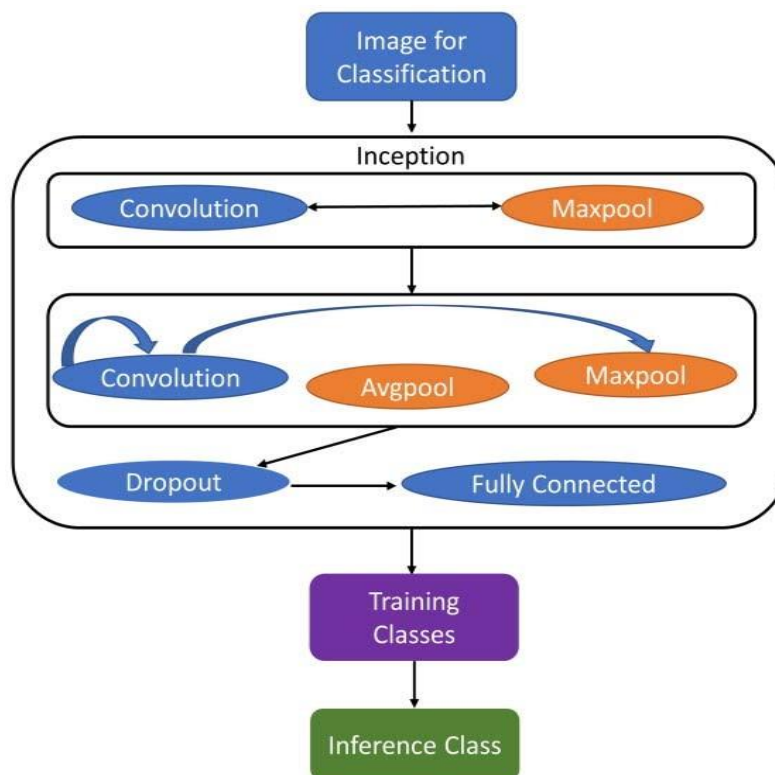 Image for
Classification
Inception
Convolution
Maxpool
Convolution
Avgpool
Maxpool
Dropout
Fully Connected
Training
Classes
Inference Class